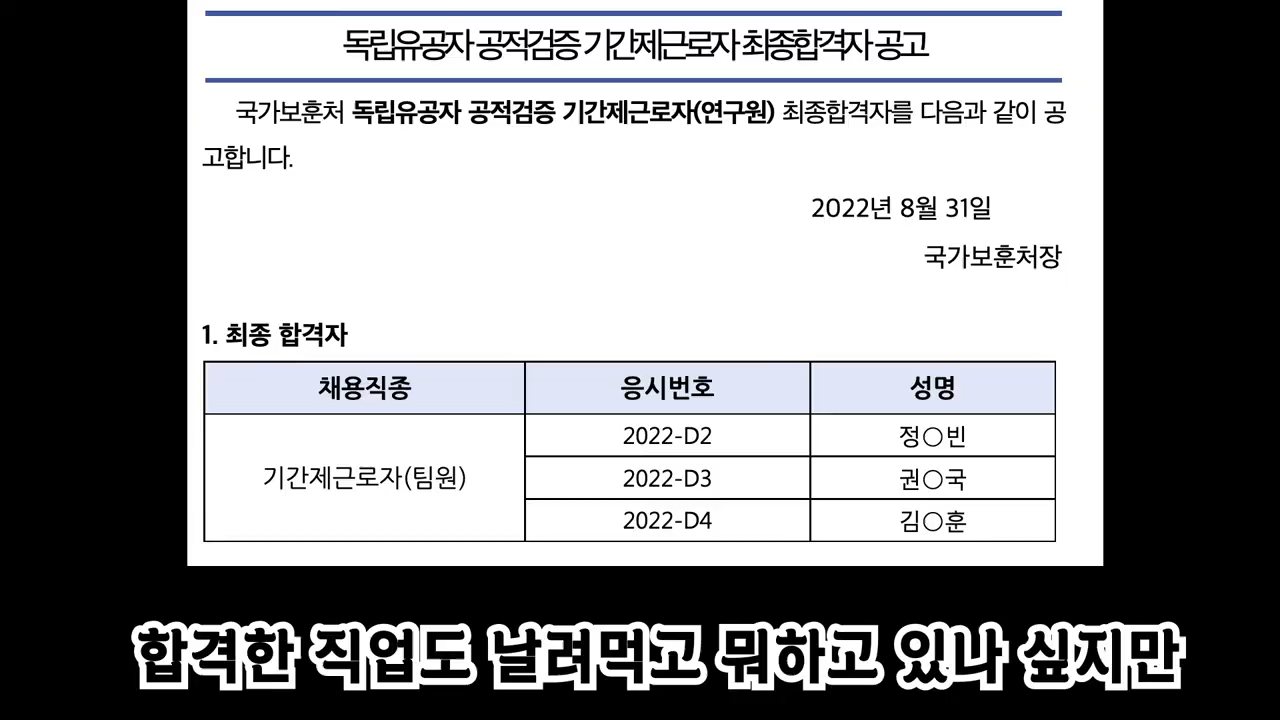 독립유공자 공적검증 기간제근로자 최종합격자 공고
국가보훈처 독립유공자 공적검증 기간제근로자(연구원) 최종합격자를 다음과 같이 공
고합니다.
2022년 8월 31일
국가보훈처장
1. 최종 합격자
채용직종 응시번호 성명
2022-D2 정○빈
기간제근로자(팀원) 2022-D3 권○국
2022-D4 김○훈
합격한 직업도 날려먹고 뭐하고 있나 싶지만